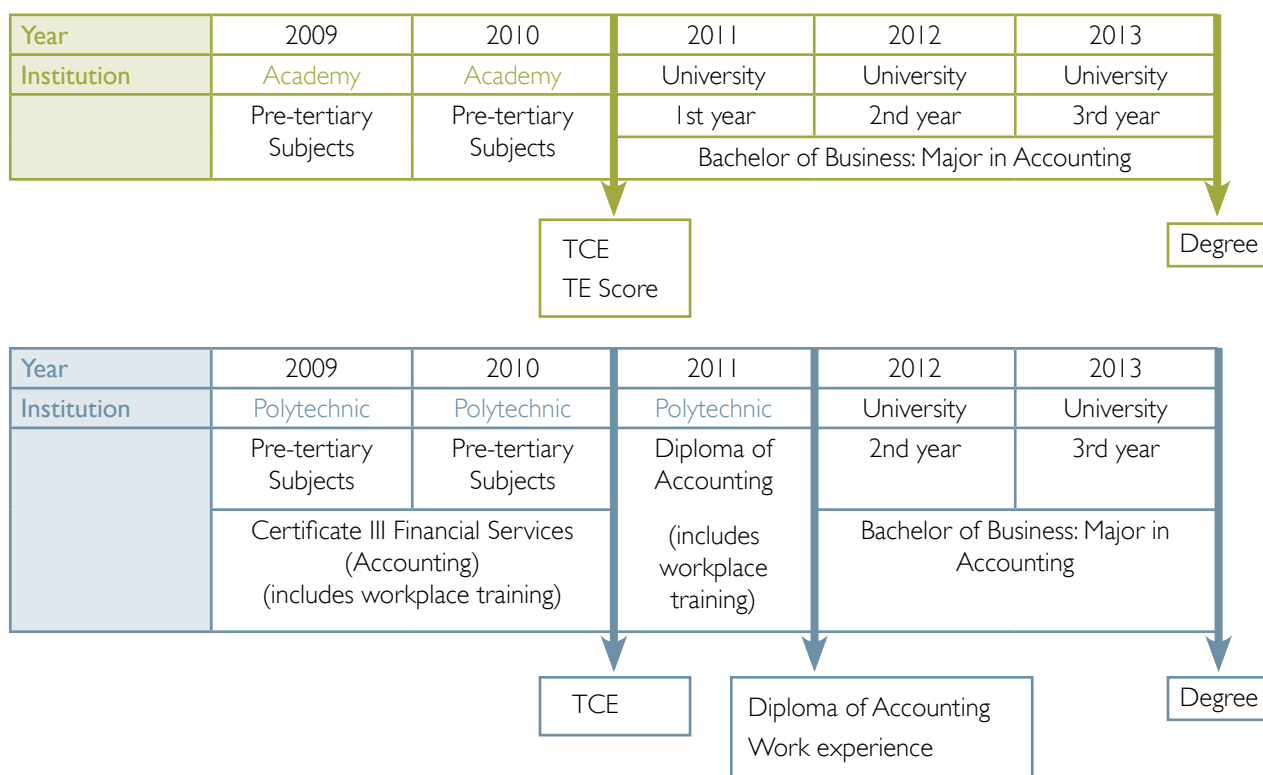 Year 2009 2010 2011 2012 2013
Institution Academy Academy University University University
Pre-tertiary Subjects Pre-tertiary Subjects 1st year 2nd year 3rd year
Bachelor of Business: Major in Accounting
TCE
TE Score
Degree
Year 2009 2010 2011 2012 2013
Institution Polytechnic Polytechnic Polytechnic University University
Pre-tertiary Subjects Pre-tertiary Subjects Diploma of Accounting 2nd year 3rd year
Certificate III Financial Services
(Accounting)
(includes workplace training)
(includes
workplace
training)
Bachelor of Business: Major in
Accounting
TCE
Diploma of Accounting
Work experience
Degree